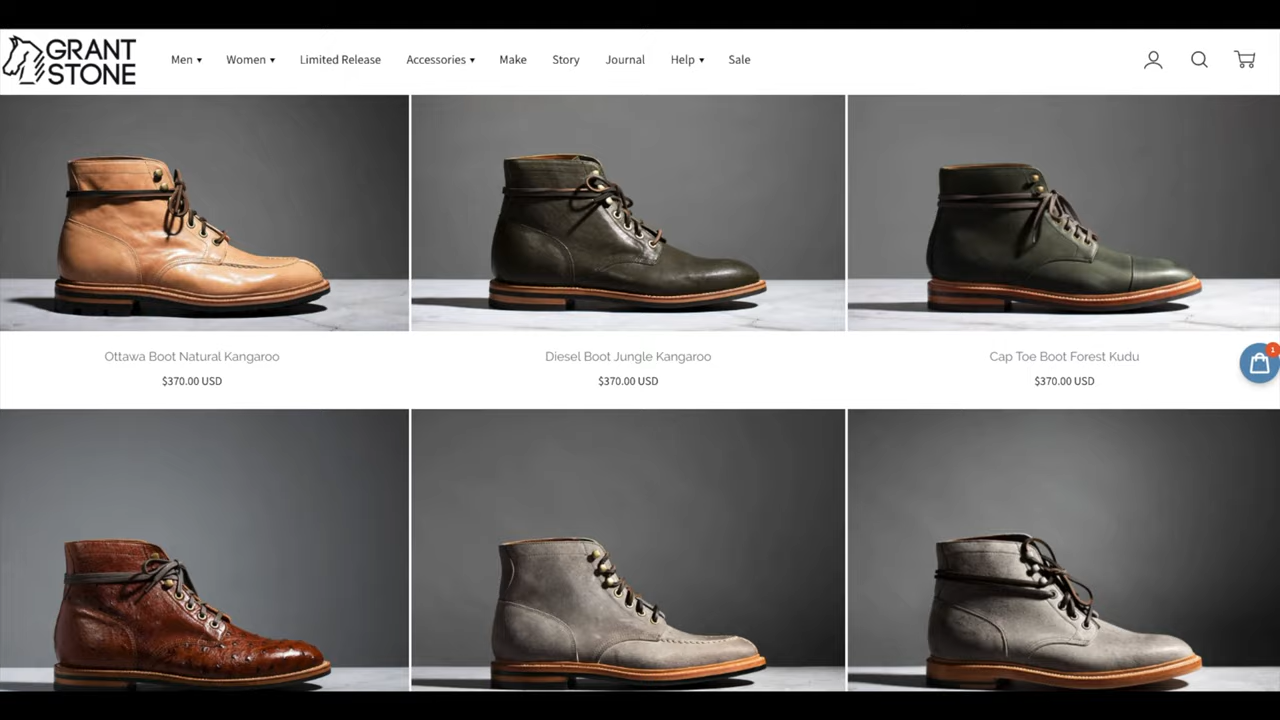 GRANT
STONE
Men ▾ Women ▾ Limited Release Accessories ▾ Make Story Journal Help ▾ Sale
Ottawa Boot Natural Kangaroo
$370.00 USD
Diesel Boot Jungle Kangaroo
$370.00 USD
Cap Toe Boot Forest Kudu
$370.00 USD
1